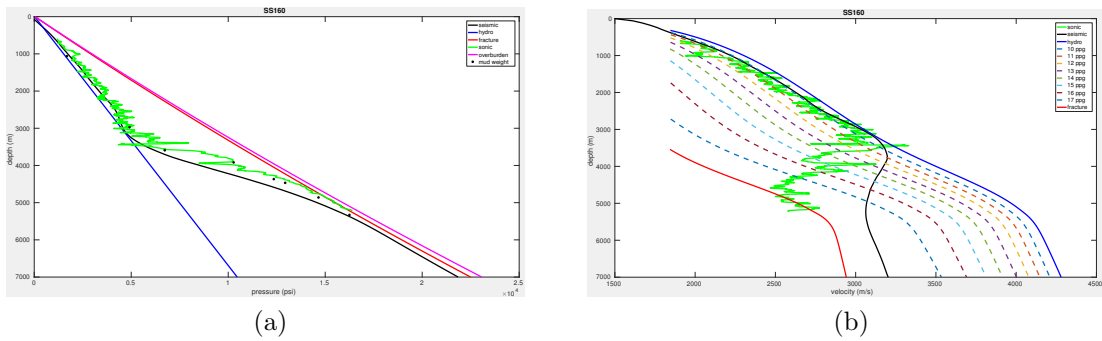 SS160
0
1000
2000
3000
4000
5000
6000
7000
depth (m)
0
0.5
1
1.5
2
2.5
×10⁴
pressure (psi)
seismic
hydro
fracture
sonic
overburden
mud weight
(a)
SS160
0
1000
2000
3000
4000
5000
6000
7000
depth (m)
1500
2000
2500
3000
3500
4000
4500
velocity (m/s)
sonic
seismic
hydro
10 ppg
11 ppg
12 ppg
13 ppg
14 ppg
15 ppg
16 ppg
17 ppg
fracture
(b)